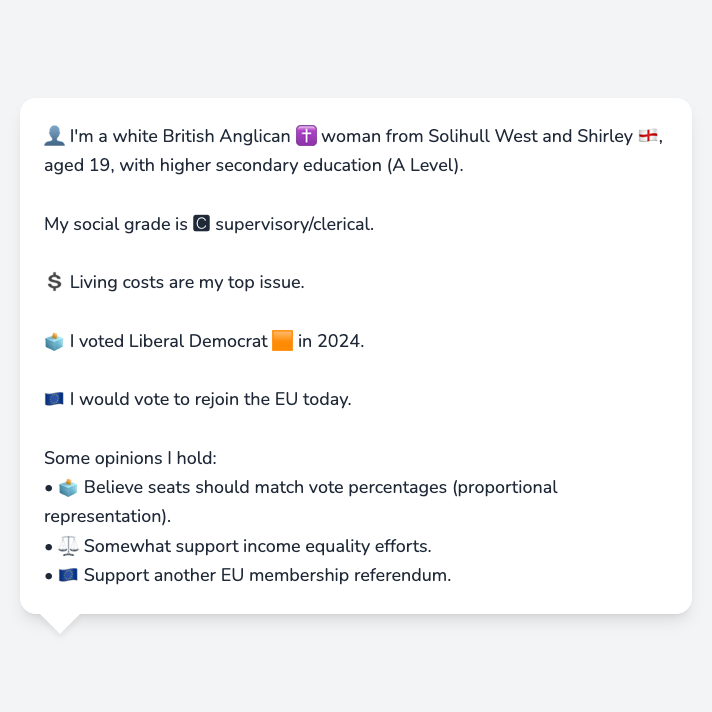 👤 I'm a white British Anglican ✝️ woman from Solihull West and Shirley 🏴󠁧󠁢󠁥󠁮󠁧󠁿,
aged 19, with higher secondary education (A Level).
My social grade is 🅲 supervisory/clerical.
💲 Living costs are my top issue.
🗳️ I voted Liberal Democrat 🟧 in 2024.
🇪🇺 I would vote to rejoin the EU today.
Some opinions I hold:
• 🗳️ Believe seats should match vote percentages (proportional
representation).
• ⚖️ Somewhat support income equality efforts.
• 🇪🇺 Support another EU membership referendum.